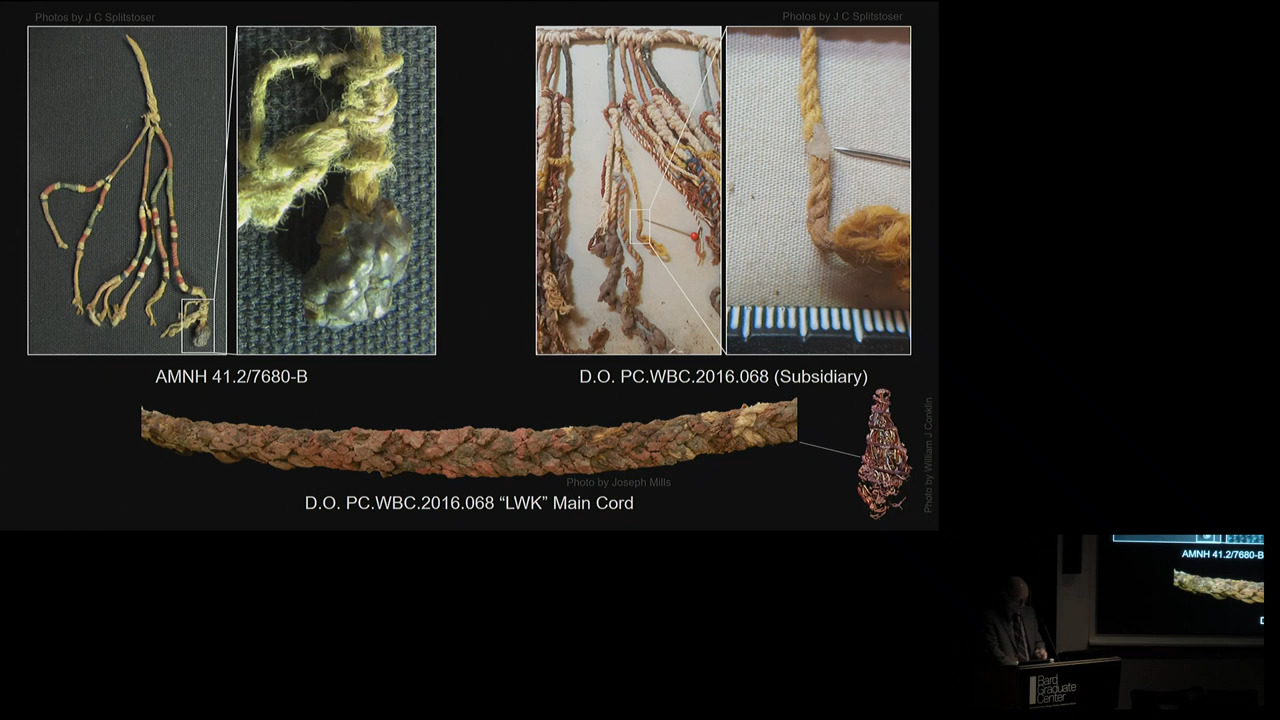 Photos by J C Splitstoser
Photos by J C Splitstoser
AMNH 41.2/7680-B
D.O. PC.WBC.2016.068 (Subsidiary)
Photo by Joseph Mills
D.O. PC.WBC.2016.068 “LWK” Main Cord
Photo by William J Conklin
AMNH 41.2/7680-B
D
Bard
Graduate
Center